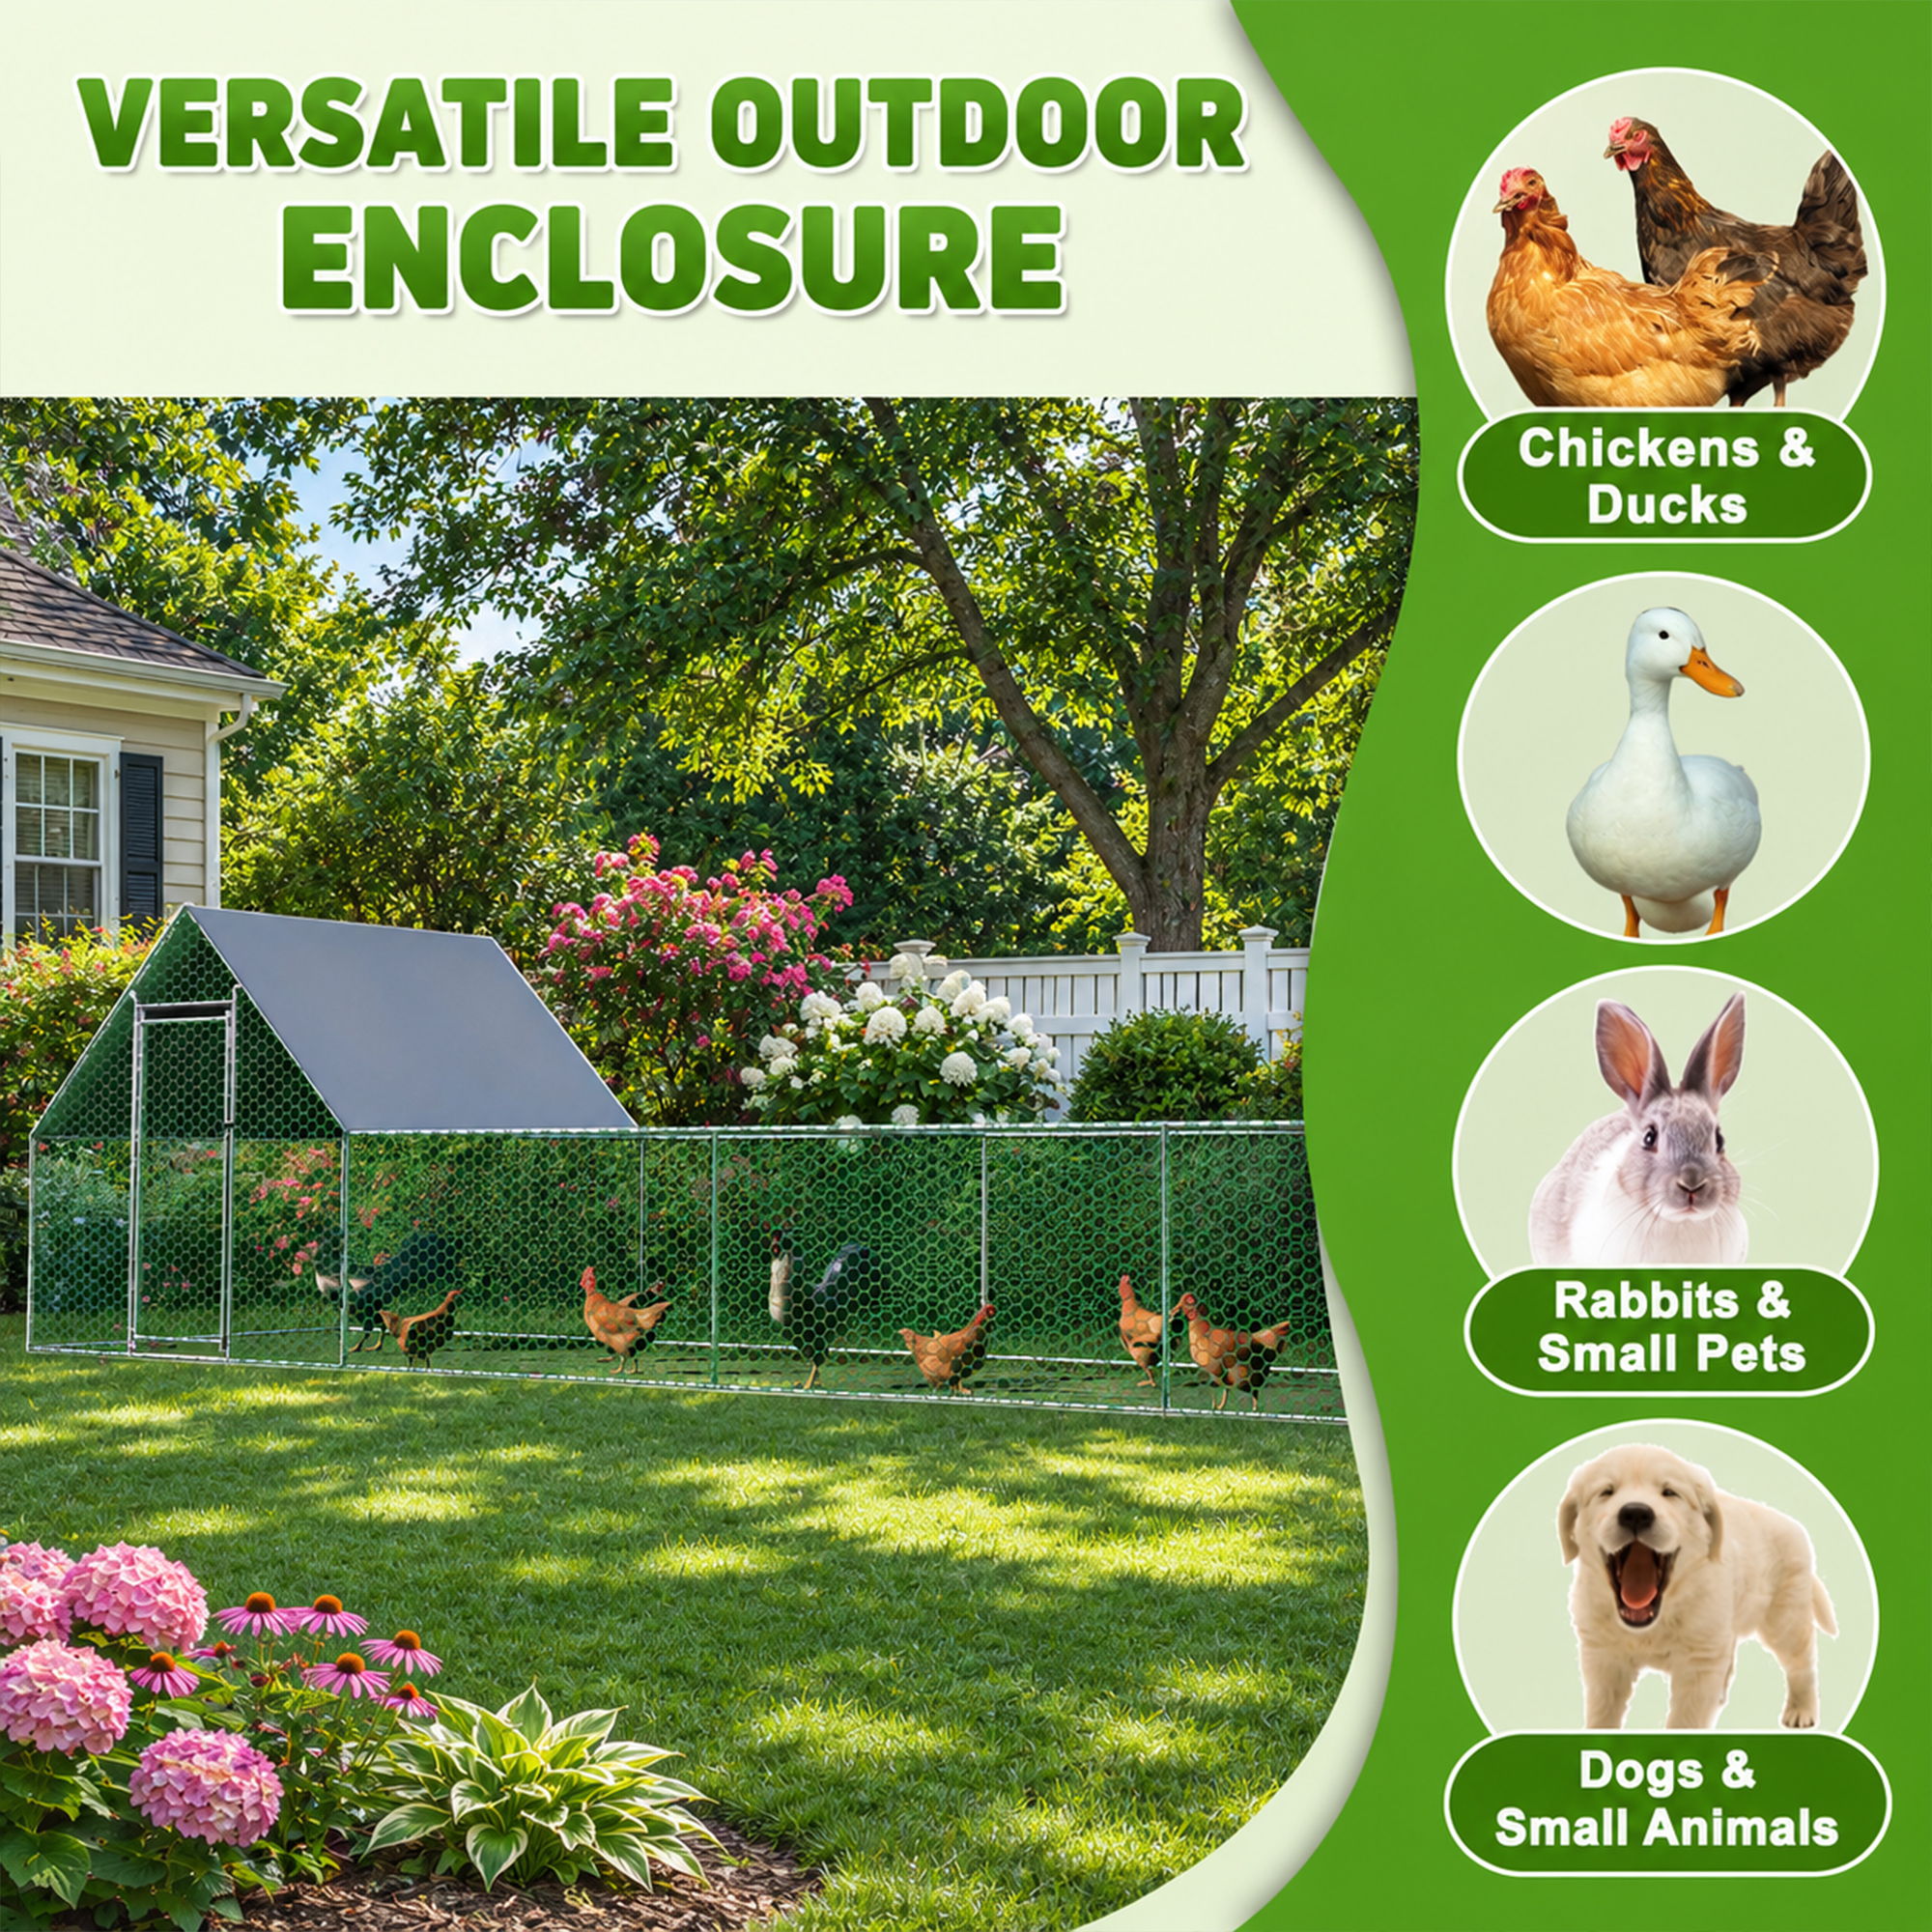 VERSATILE OUTDOOR
ENCLOSURE
Chickens &
Ducks
Rabbits &
Small Pets
Dogs &
Small Animals